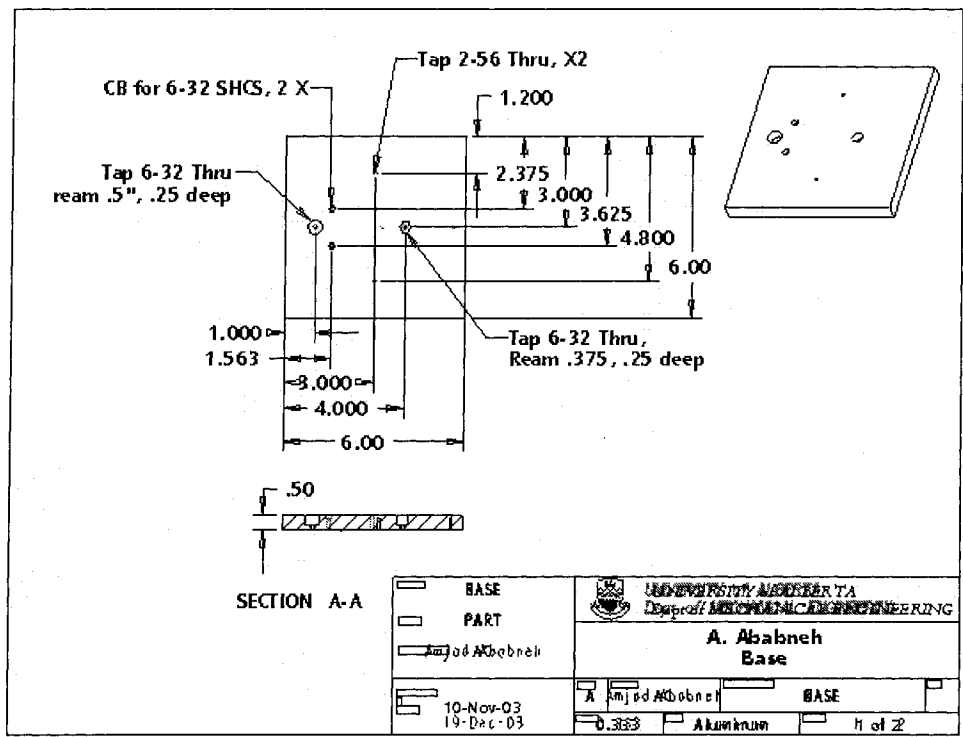 Tap 2-56 Thru, X2
CB for 6-32 SHCS, 2 X
1.200
Tap 6-32 Thru
ream .5", .25 deep
2.375
3.000
3.625
4.800
6.00
1.000
1.563
3.000
4.000
6.00
Tap 6-32 Thru,
Ream .375, .25 deep
.50
SECTION A-A
BASE
PART
10-Nov-03
19-Dec-03
A. Ababneh
Base
A
BASE
Aluminum